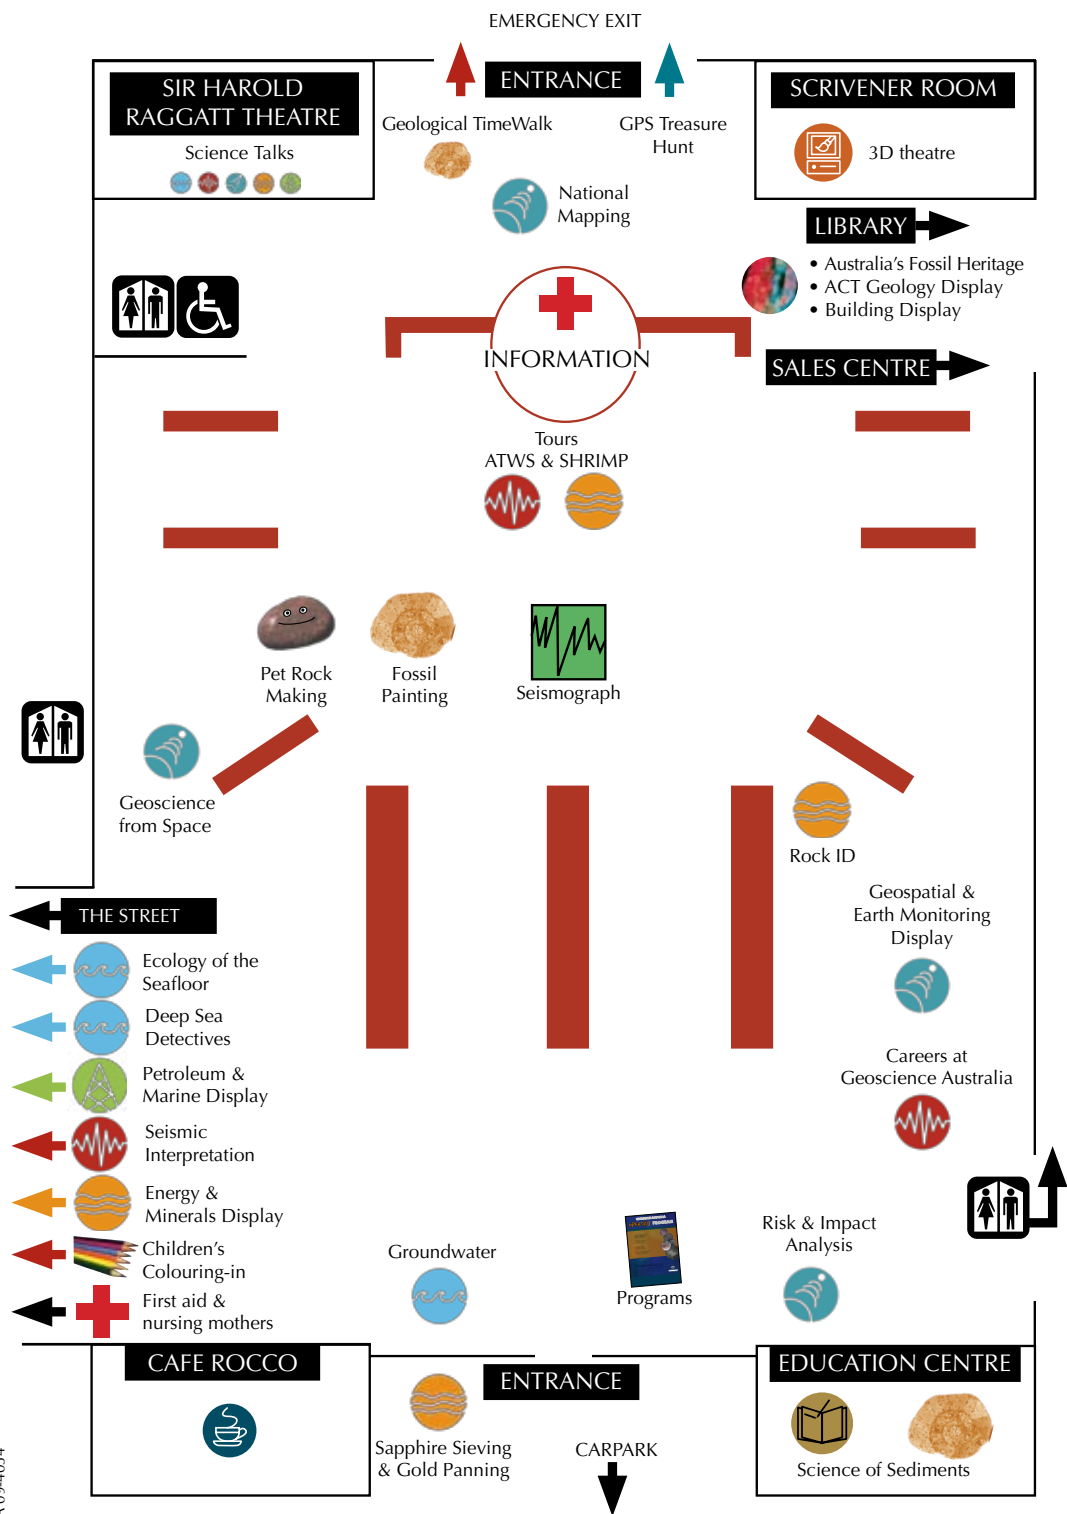 EMERGENCY EXIT
SIR HAROLD
RAGGATT THEATRE
Science Talks
ENTRANCE
Geological TimeWalk
GPS Treasure
Hunt
National
Mapping
SCRIVENER ROOM
3D theatre
LIBRARY
• Australia's Fossil Heritage
• ACT Geology Display
• Building Display
INFORMATION
SALES CENTRE
Tours
ATWS & SHRIMP
Pet Rock
Making
Fossil
Painting
Seismograph
Geoscience
from Space
Rock ID
Geospatial &
Earth Monitoring
Display
THE STREET
Ecology of the
Seafloor
Deep Sea
Detectives
Petroleum &
Marine Display
Seismic
Interpretation
Energy &
Minerals Display
Children's
Colouring-in
First aid &
nursing mothers
Careers at
Geoscience Australia
Groundwater
PROGRAM
Programs
Risk & Impact
Analysis
CAFE ROCCO
ENTRANCE
Sapphire Sieving
& Gold Panning
CARPARK
EDUCATION CENTRE
Science of Sediments